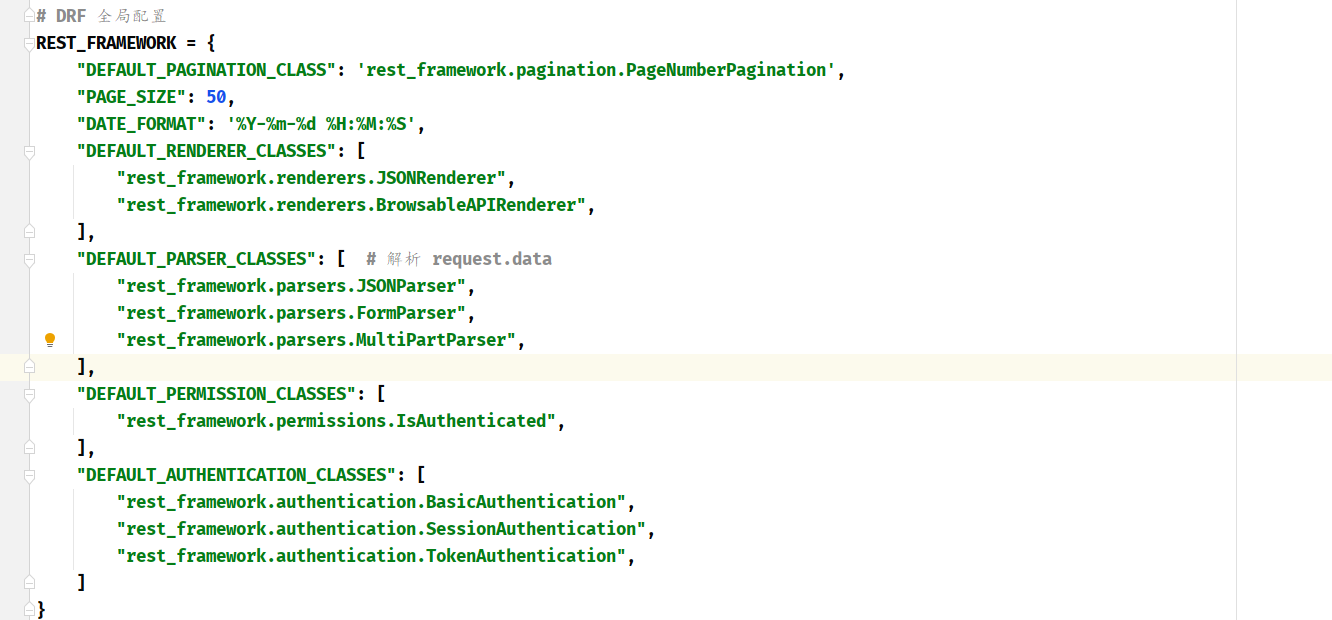 # DRF 全局配置
REST_FRAMEWORK = {
    "DEFAULT_PAGINATION_CLASS": 'rest_framework.pagination.PageNumberPagination',
    "PAGE_SIZE": 50,
    "DATE_FORMAT": '%Y-%m-%d %H:%M:%S',
    "DEFAULT_RENDERER_CLASSES": [
        "rest_framework.renderers.JSONRenderer",
        "rest_framework.renderers.BrowsableAPIRenderer",
    ],
    "DEFAULT_PARSER_CLASSES": [  # 解析 request.data
        "rest_framework.parsers.JSONParser",
        "rest_framework.parsers.FormParser",
        "rest_framework.parsers.MultiPartParser",
    ],
    "DEFAULT_PERMISSION_CLASSES": [
        "rest_framework.permissions.IsAuthenticated",
    ],
    "DEFAULT_AUTHENTICATION_CLASSES": [
        "rest_framework.authentication.BasicAuthentication",
        "rest_framework.authentication.SessionAuthentication",
        "rest_framework.authentication.TokenAuthentication",
    ]
}